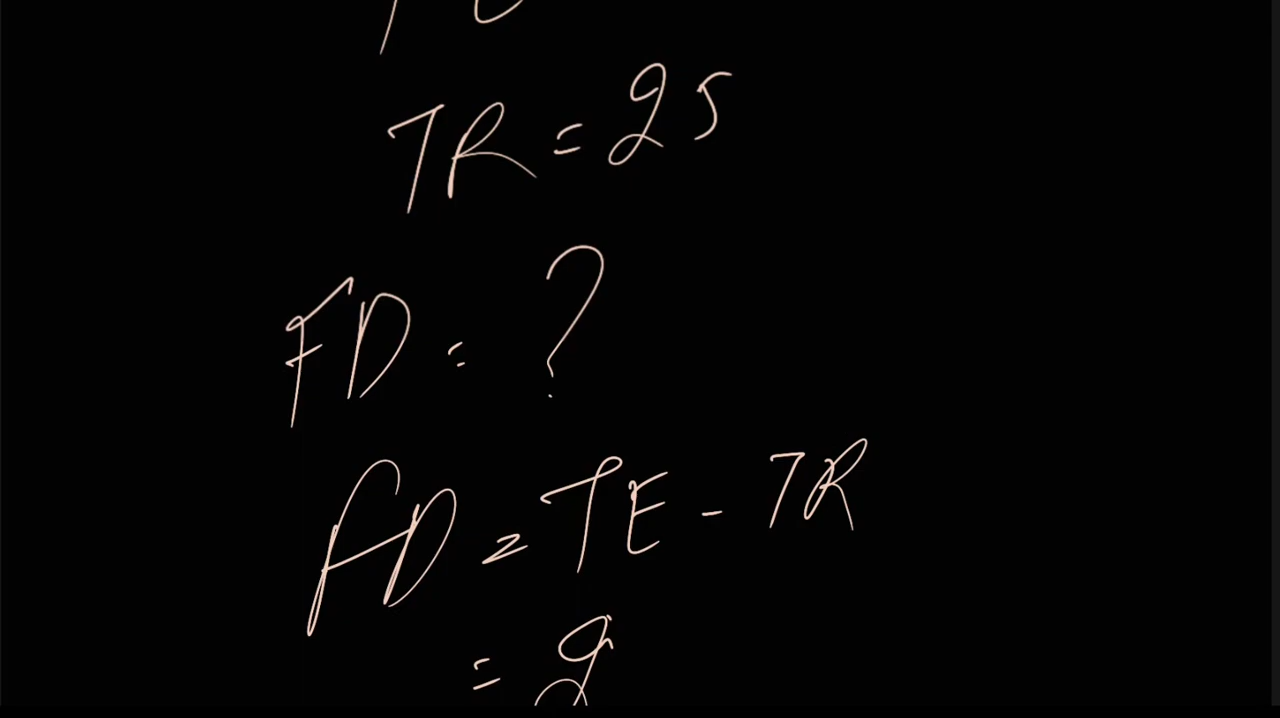 TR = 25
FD = ?
FD = TE - TR
=